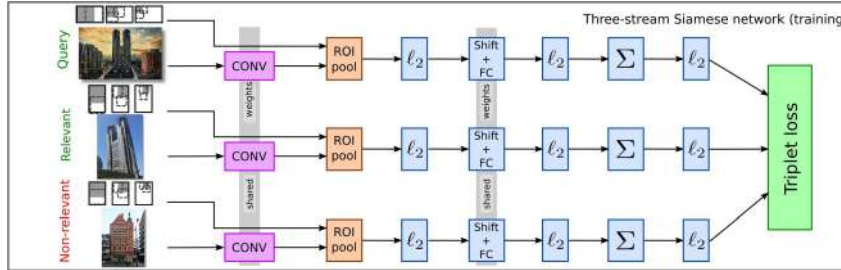 Three-stream Siamese network (training
Query
CONV
ROI
pool
ℓ2
Shift
+
FC
ℓ2
Σ
ℓ2
weights
weights
Relevant
CONV
ROI
pool
ℓ2
Shift
+
FC
ℓ2
Σ
ℓ2
Triplet loss
shared
shared
Non-relevant
CONV
ROI
pool
ℓ2
Shift
+
FC
ℓ2
Σ
ℓ2